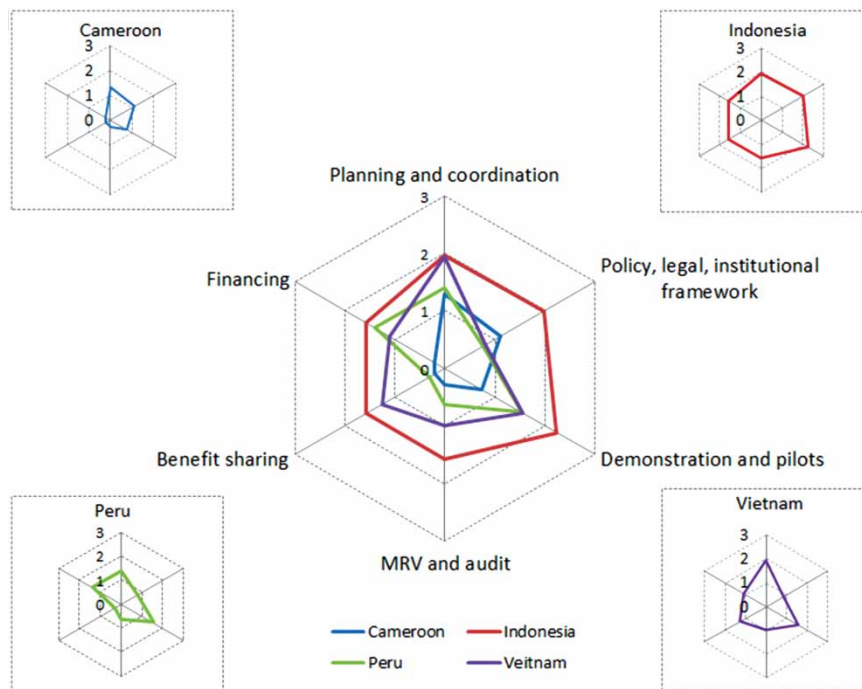 Cameroon
3
2
1
0
Indonesia
3
2
1
0
Planning and coordination
3
2
1
0
Financing
Policy, legal, institutional
framework
Benefit sharing
Demonstration and pilots
MRV and audit
Peru
3
2
1
0
Vietnam
3
2
1
0
Cameroon
Indonesia
Peru
Veitnam